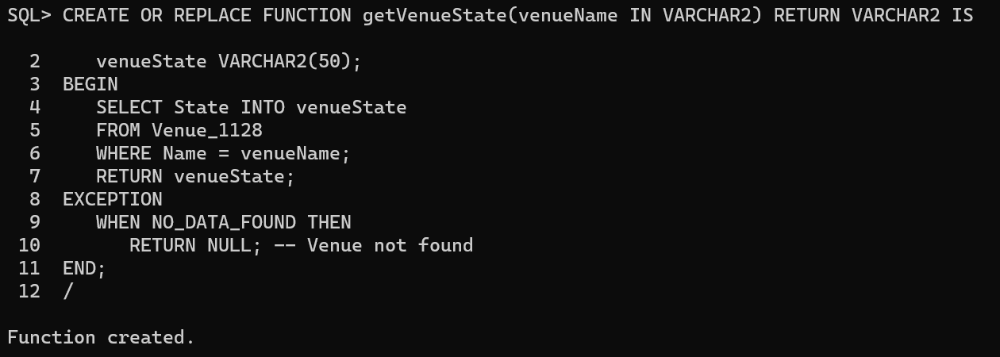 SQL> CREATE OR REPLACE FUNCTION getVenueState(venueName IN VARCHAR2) RETURN VARCHAR2 IS
  2     venueState VARCHAR2(50);
  3  BEGIN
  4     SELECT State INTO venueState
  5     FROM Venue_1128
  6     WHERE Name = venueName;
  7     RETURN venueState;
  8  EXCEPTION
  9     WHEN NO_DATA_FOUND THEN
 10        RETURN NULL; -- Venue not found
 11  END;
 12  /
Function created.